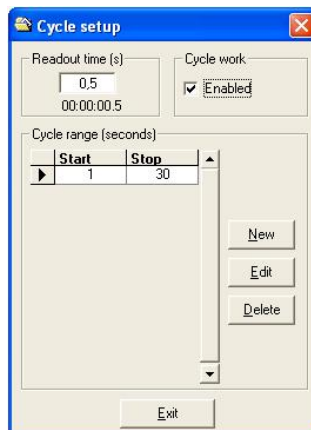 Cycle setup
Readout time (s)
0,5
00:00:00.5
Cycle work
Enabled
Cycle range (seconds)
Start Stop
1 30
New
Edit
Delete
Exit